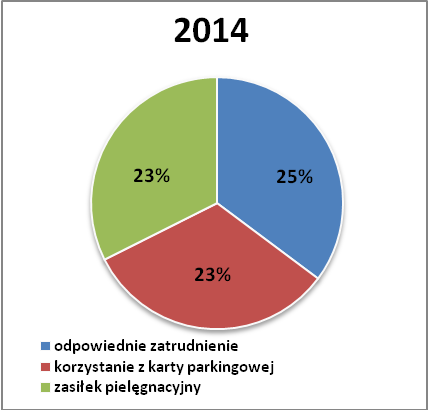 2014
23%
25%
23%
odpowiednie zatrudnienie
korzystanie z karty parkingowej
zasiłek pielęgnacyjny